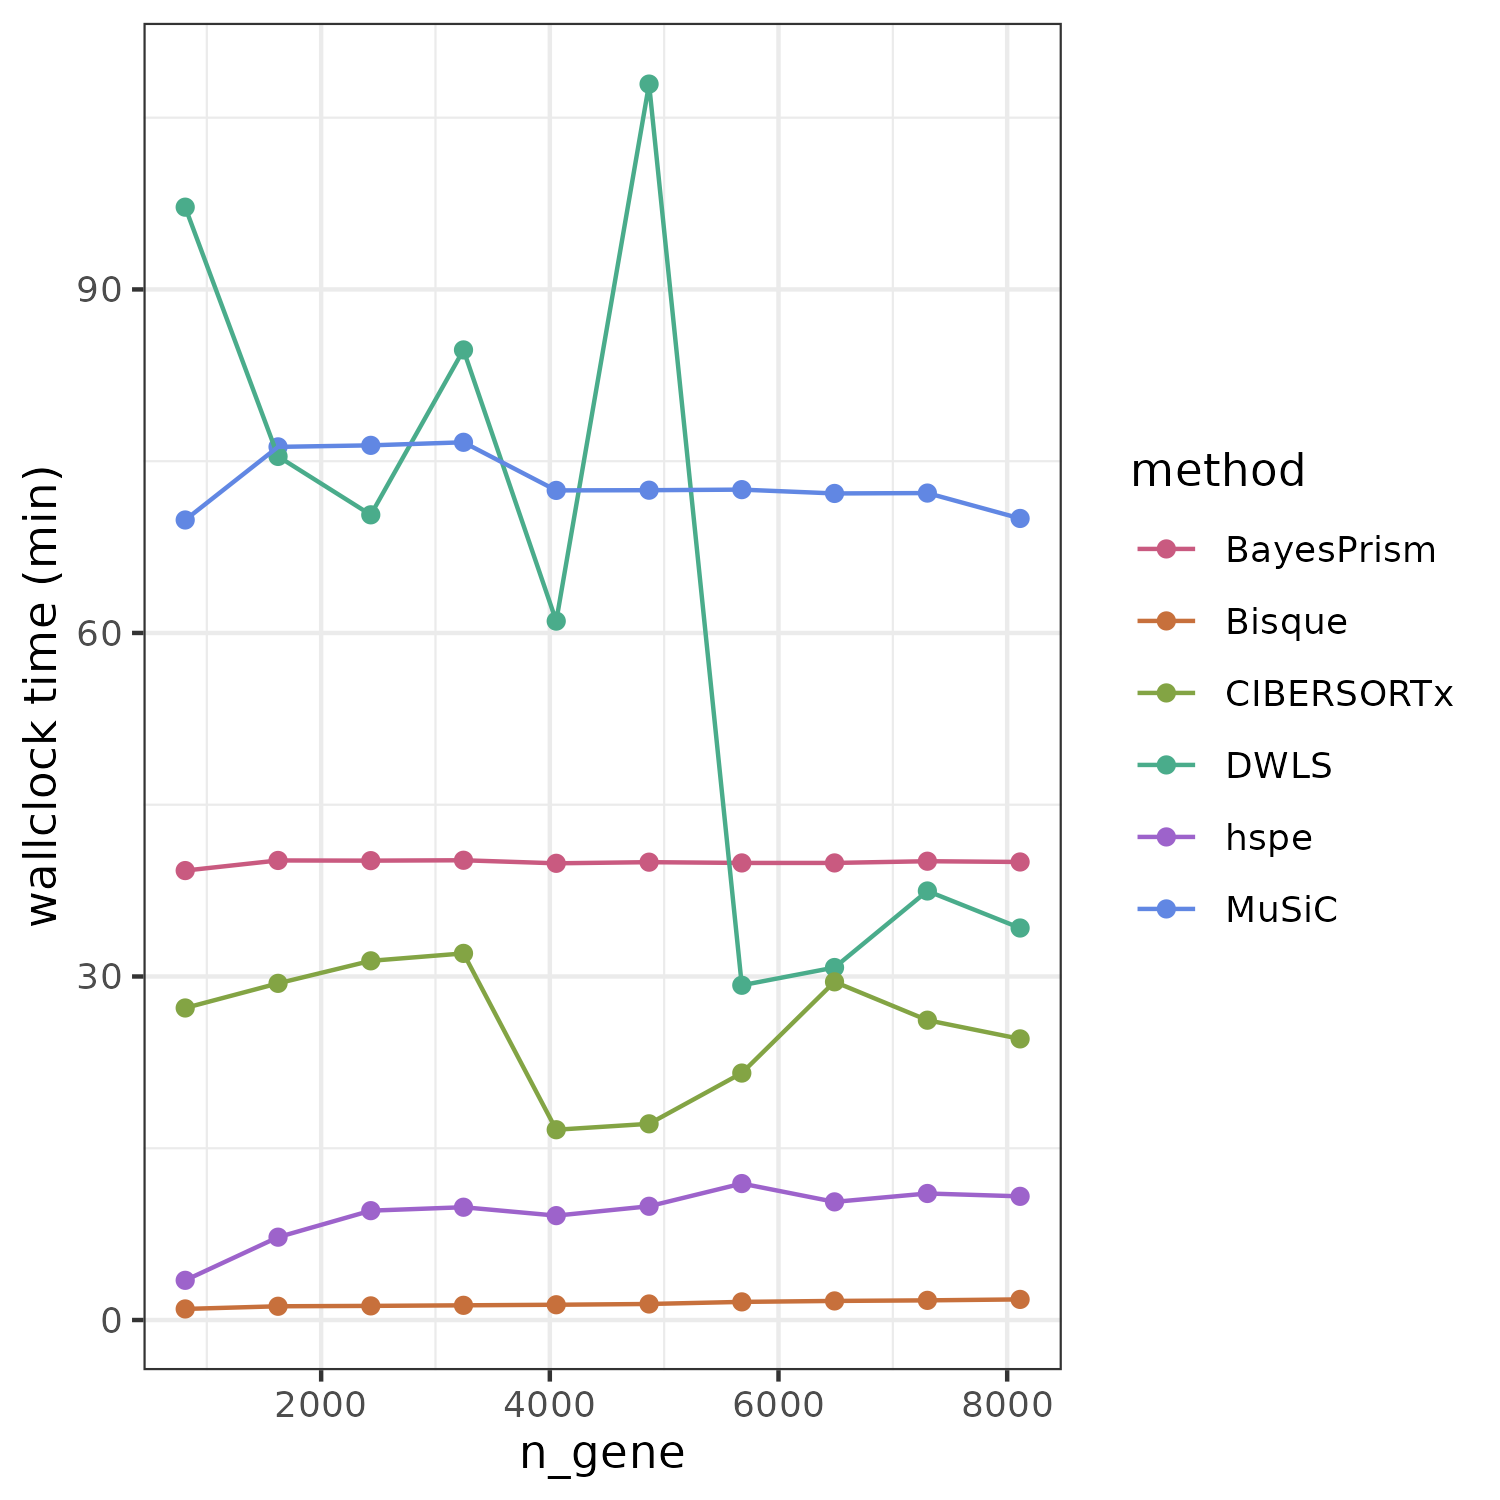 90
60
30
0
wallclock time (min)
2000 4000 6000 8000
n_gene
method
BayesPrism
Bisque
CIBERSORTx
DWLS
hspe
MuSiC